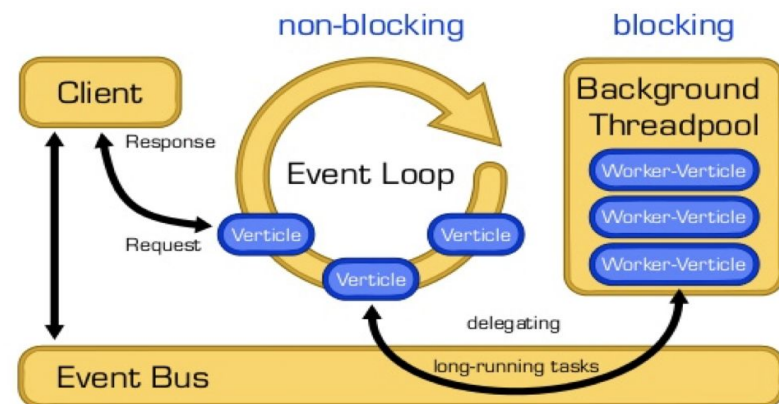 non-blocking
blocking
Client
Response
Request
Event Loop
Verticle
Verticle
Verticle
Background
Threadpool
Worker-Verticle
Worker-Verticle
Worker-Verticle
delegating
long-running tasks
Event Bus